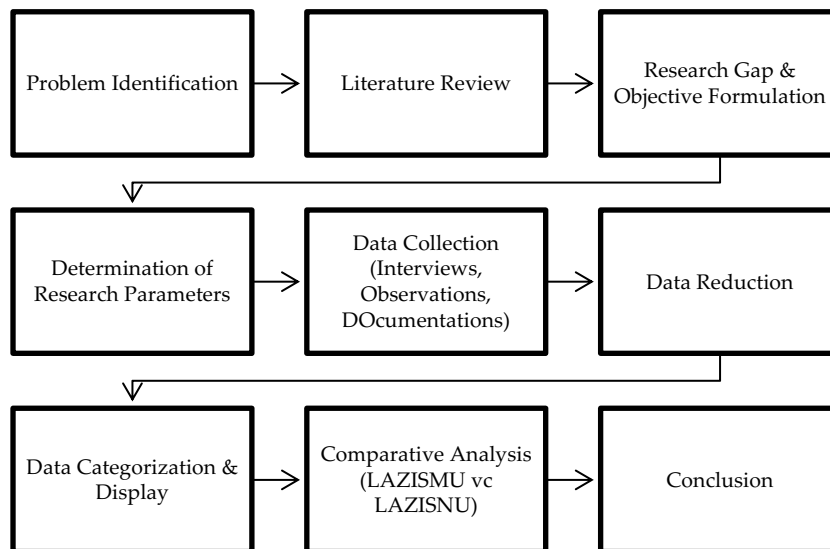 Problem Identification
Literature Review
Research Gap &
Objective Formulation
Determination of
Research Parameters
Data Collection
(Interviews,
Observations,
DOcumentations)
Data Reduction
Data Categorization &
Display
Comparative Analysis
(LAZISMU vc
LAZISNU)
Conclusion